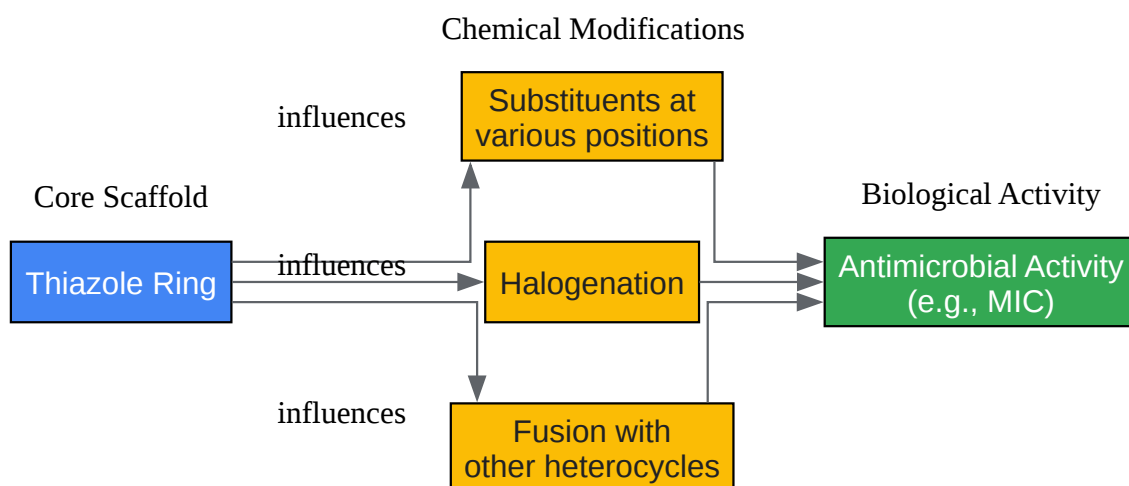 Chemical Modifications
Substituents at
various positions
influences
Core Scaffold
Biological Activity
Thiazole Ring
influences
Halogenation
Antimicrobial Activity
(e.g., MIC)
influences
Fusion with
other heterocycles